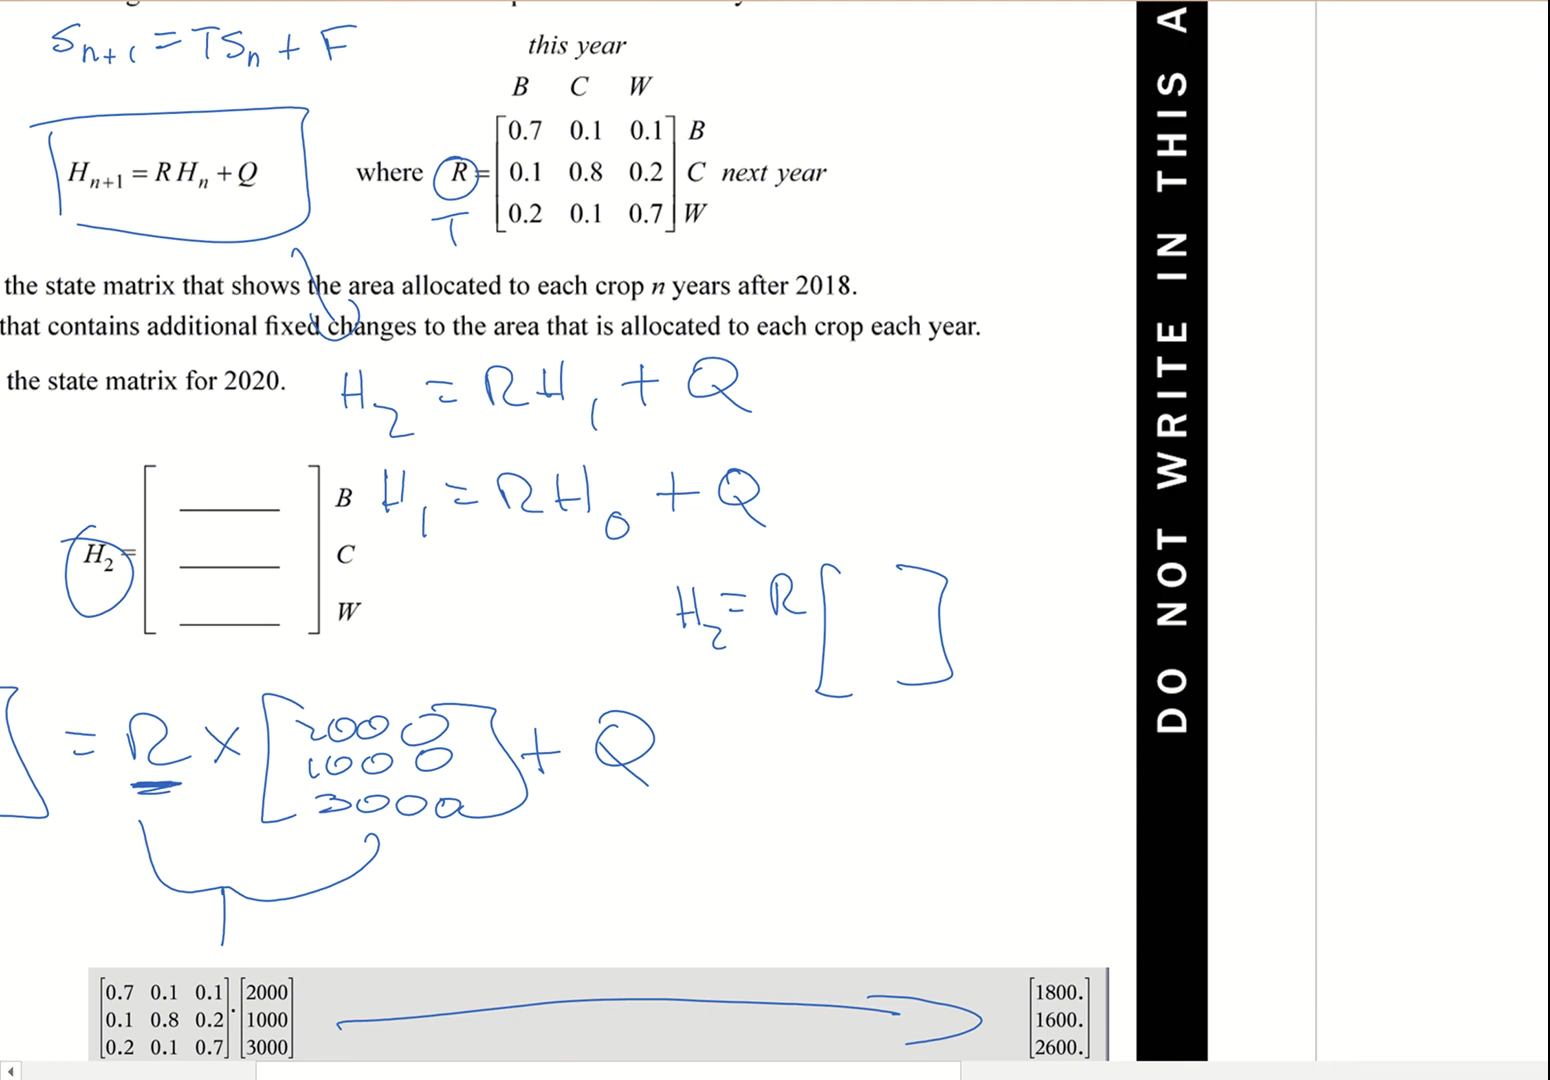 S_{n+1} = TS_n + F
this year
B C W
H_{n+1} = R H_n + Q where R = [0.7 0.1 0.1; 0.1 0.8 0.2; 0.2 0.1 0.7] B C W next year
T
the state matrix that shows the area allocated to each crop n years after 2018.
that contains additional fixed changes to the area that is allocated to each crop each year.
the state matrix for 2020.
H_2 = RH_1 + Q
H_1 = RH_0 + Q
H_2 = [ ] B C W
H_2 = R [ ]
] = R × [2000 1000 3000] + Q
[0.7 0.1 0.1; 0.1 0.8 0.2; 0.2 0.1 0.7] · [2000 1000 3000] [1800. 1600. 2600.]
DO NOT WRITE IN THIS A